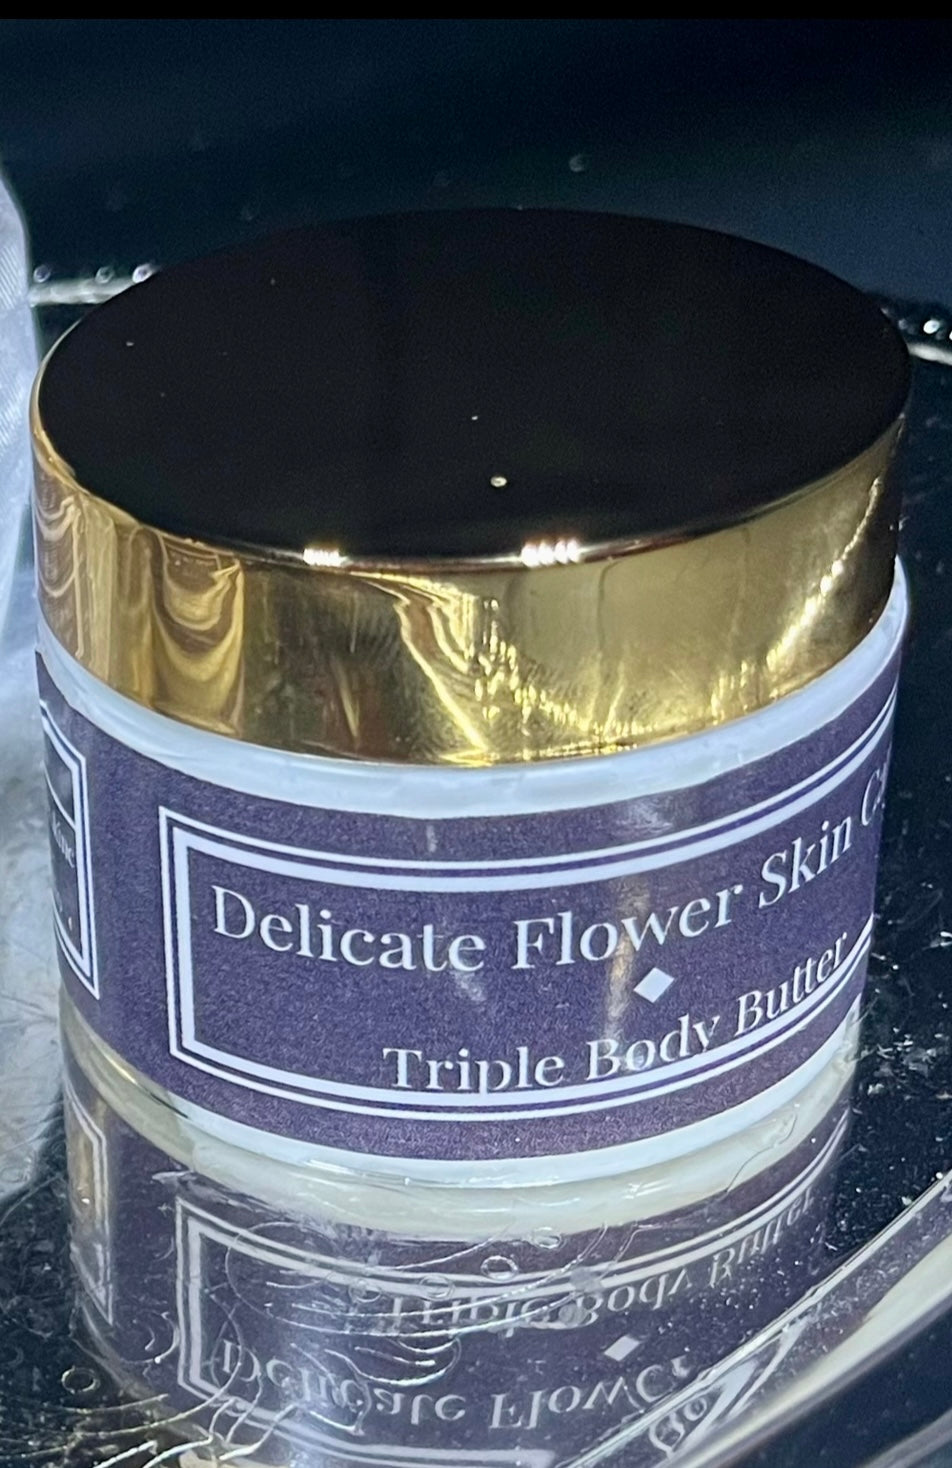 Delicate Flower Skin
Triple Body Butter